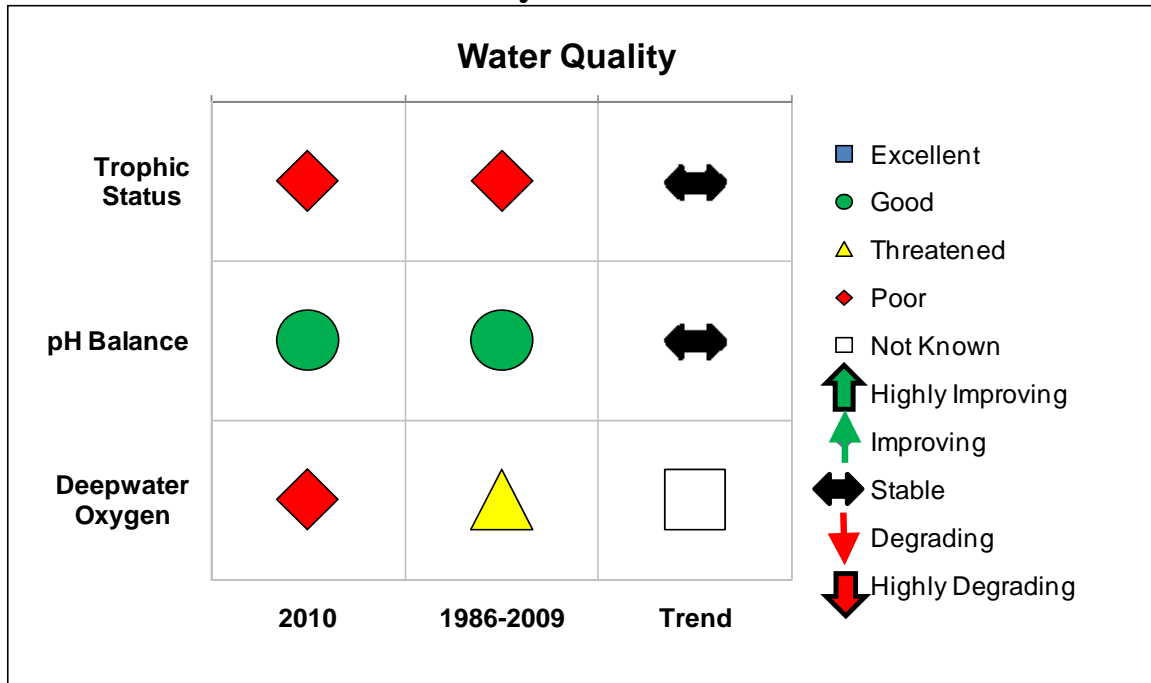 Water Quality
Trophic
Status
pH Balance
Deepwater
Oxygen
2010
1986-2009
Trend
Excellent
Good
Threatened
Poor
Not Known
Highly Improving
Improving
Stable
Degrading
Highly Degrading